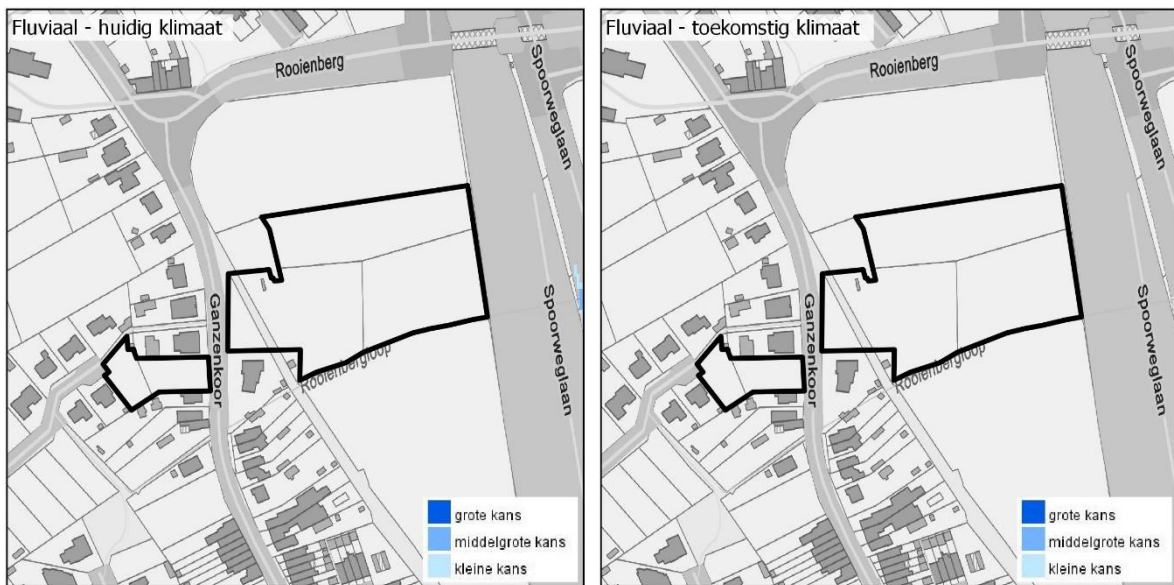 Fluviaal - huidig klimaat
Rooienberg
Spoorweglaan
Ganzenkoor
Spoorweglaan
Rooienbergloop
grote kans
middelgrote kans
kleine kans
Fluviaal - toekomstig klimaat
Rooienberg
Spoorweglaan
Ganzenkoor
Spoorweglaan
Rooienbergloop
grote kans
middelgrote kans
kleine kans